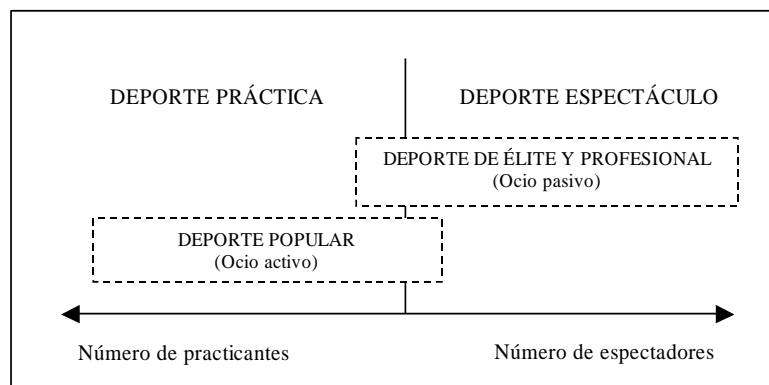 DEPORTE PRÁCTICA
DEPORTE ESPECTÁCULO
DEPORTE DE ÉLITE Y PROFESIONAL
(Ocio pasivo)
DEPORTE POPULAR
(Ocio activo)
Número de practicantes
Número de espectadores